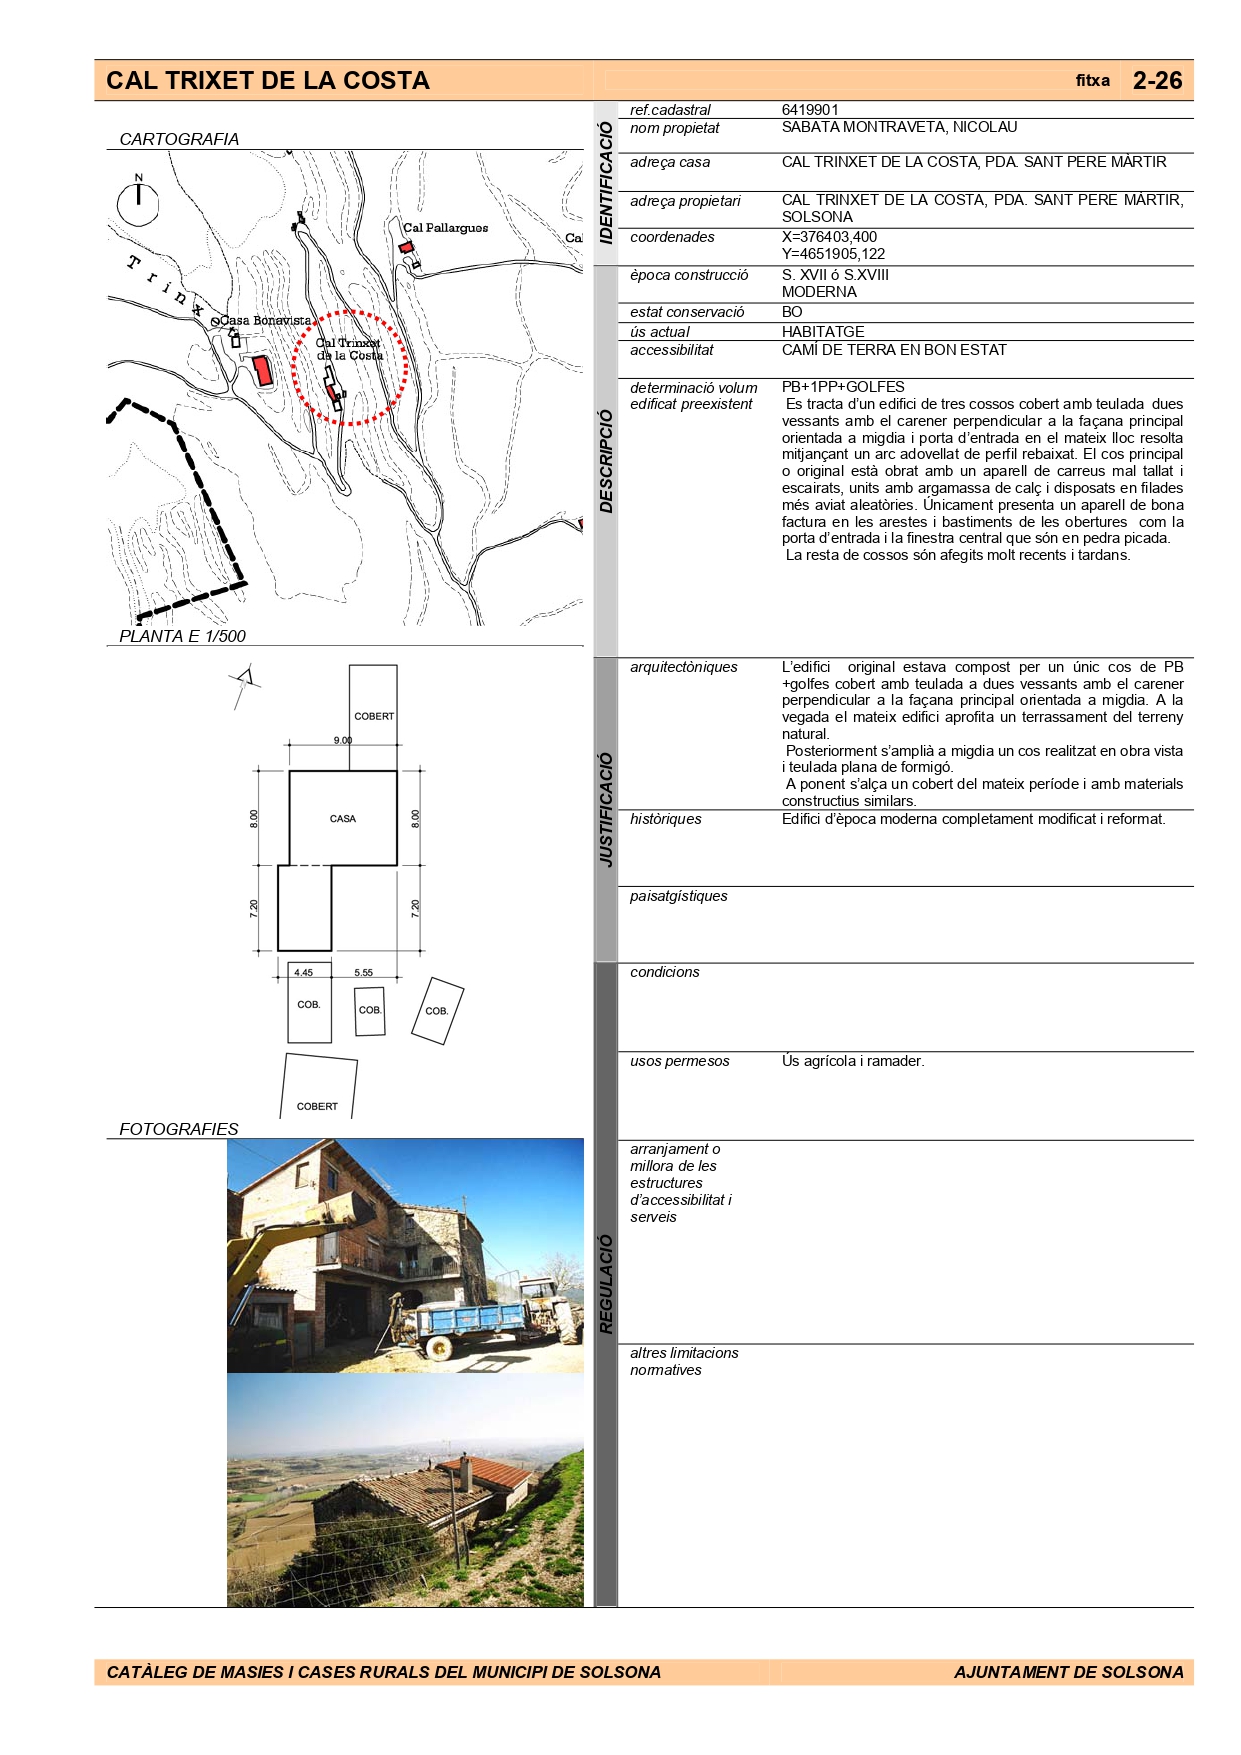 CAL TRIXET DE LA COSTA
fitxa 2-26
CARTOGRAFIA
N
Cal Pallargues
Ca
Trinx
Casa Bonavista
Cal Trinxet
de la Costa
PLANTA E 1/500
COBERT
9.00
8.00
CASA
8.00
7.20
7.20
4.45
5.55
COB.
COB.
COB.
COBERT
FOTOGRAFIES
IDENTIFICACIÓ
ref.cadastral 6419901
nom propietat SABATA MONTRAVETA, NICOLAU
adreça casa CAL TRINXET DE LA COSTA, PDA. SANT PERE MÀRTIR
adreça propietari CAL TRINXET DE LA COSTA, PDA. SANT PERE MÀRTIR,
SOLSONA
coordenades X=376403,400
Y=4651905,122
DESCRIPCIÓ
època construcció S. XVII ó S.XVIII
MODERNA
estat conservació BO
ús actual HABITATGE
accessibilitat CAMÍ DE TERRA EN BON ESTAT
determinació volum PB+1PP+GOLFES
edificat preexistent Es tracta d'un edifici de tres cossos cobert amb teulada dues
vessants amb el carener perpendicular a la façana principal
orientada a migdia i porta d'entrada en el mateix lloc resolta
mitjançant un arc adovellat de perfil rebaixat. El cos principal
o original està obrat amb un aparell de carreus mal tallat i
escairats, units amb argamassa de calç i disposats en filades
més aviat aleatòries. Únicament presenta un aparell de bona
factura en les arestes i bastiments de les obertures com la
porta d'entrada i la finestra central que són en pedra picada.
La resta de cossos són afegits molt recents i tardans.
JUSTIFICACIÓ
arquitectòniques L'edifici original estava compost per un únic cos de PB
+golfes cobert amb teulada a dues vessants amb el carener
perpendicular a la façana principal orientada a migdia. A la
vegada el mateix edifici aprofita un terrassament del terreny
natural.
Posteriorment s'amplià a migdia un cos realitzat en obra vista
i teulada plana de formigó.
A ponent s'alça un cobert del mateix període i amb materials
constructius similars.
històriques Edifici d'època moderna completament modificat i reformat.
paisatgístiques
REGULACIÓ
condicions
usos permesos Ús agrícola i ramader.
arranjament o
millora de les
estructures
d'accessibilitat i
serveis
altres limitacions
normatives
CATÀLEG DE MASIES I CASES RURALS DEL MUNICIPI DE SOLSONA
AJUNTAMENT DE SOLSONA